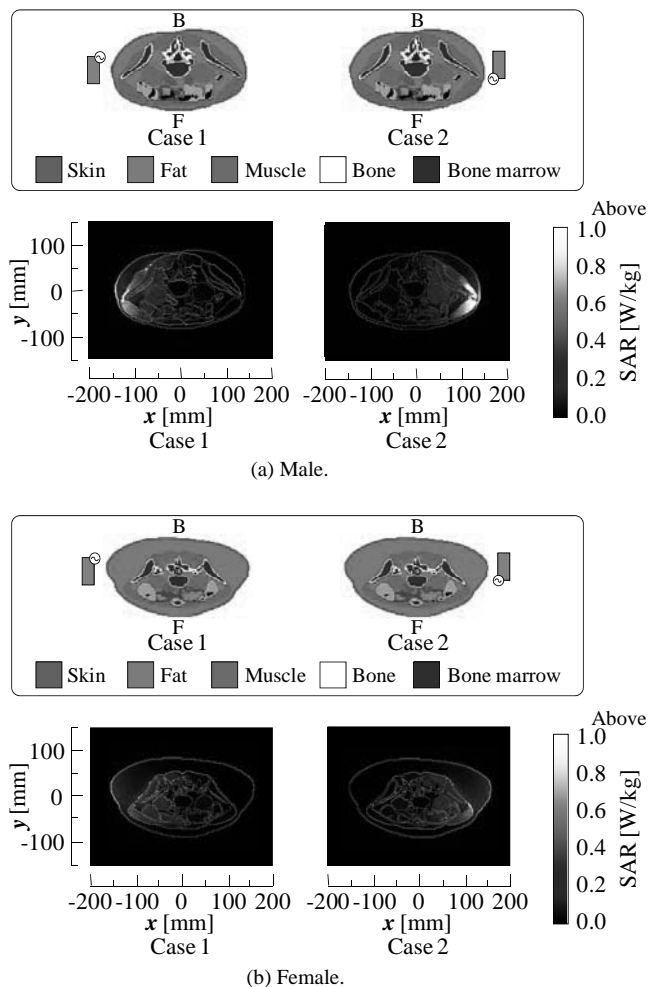 B B
F F
Case 1 Case 2
Skin Fat Muscle Bone Bone marrow
Above
100
0
-100
y [mm]
1.0
0.8
0.6
0.4
0.2
0.0
SAR [W/kg]
-200 -100 0 100 200 -200 -100 0 100 200
x [mm] x [mm]
Case 1 Case 2
(a) Male.
B B
F F
Case 1 Case 2
Skin Fat Muscle Bone Bone marrow
Above
100
0
-100
y [mm]
1.0
0.8
0.6
0.4
0.2
0.0
SAR [W/kg]
-200 -100 0 100 200 -200 -100 0 100 200
x [mm] x [mm]
Case 1 Case 2
(b) Female.